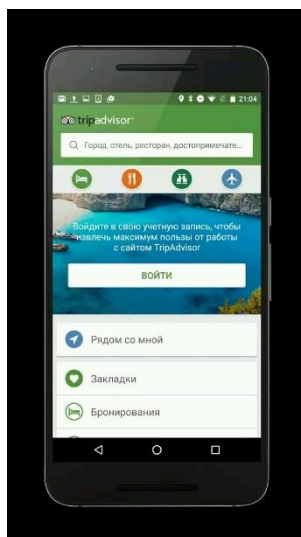 21:04
tripadvisor
Город, отель, ресторан, достопримечате...
Войдите в свою учетную запись, чтобы
извлечь максимум пользы от работы
с сайтом TripAdvisor
ВОЙТИ
Рядом со мной
Закладки
Бронирования